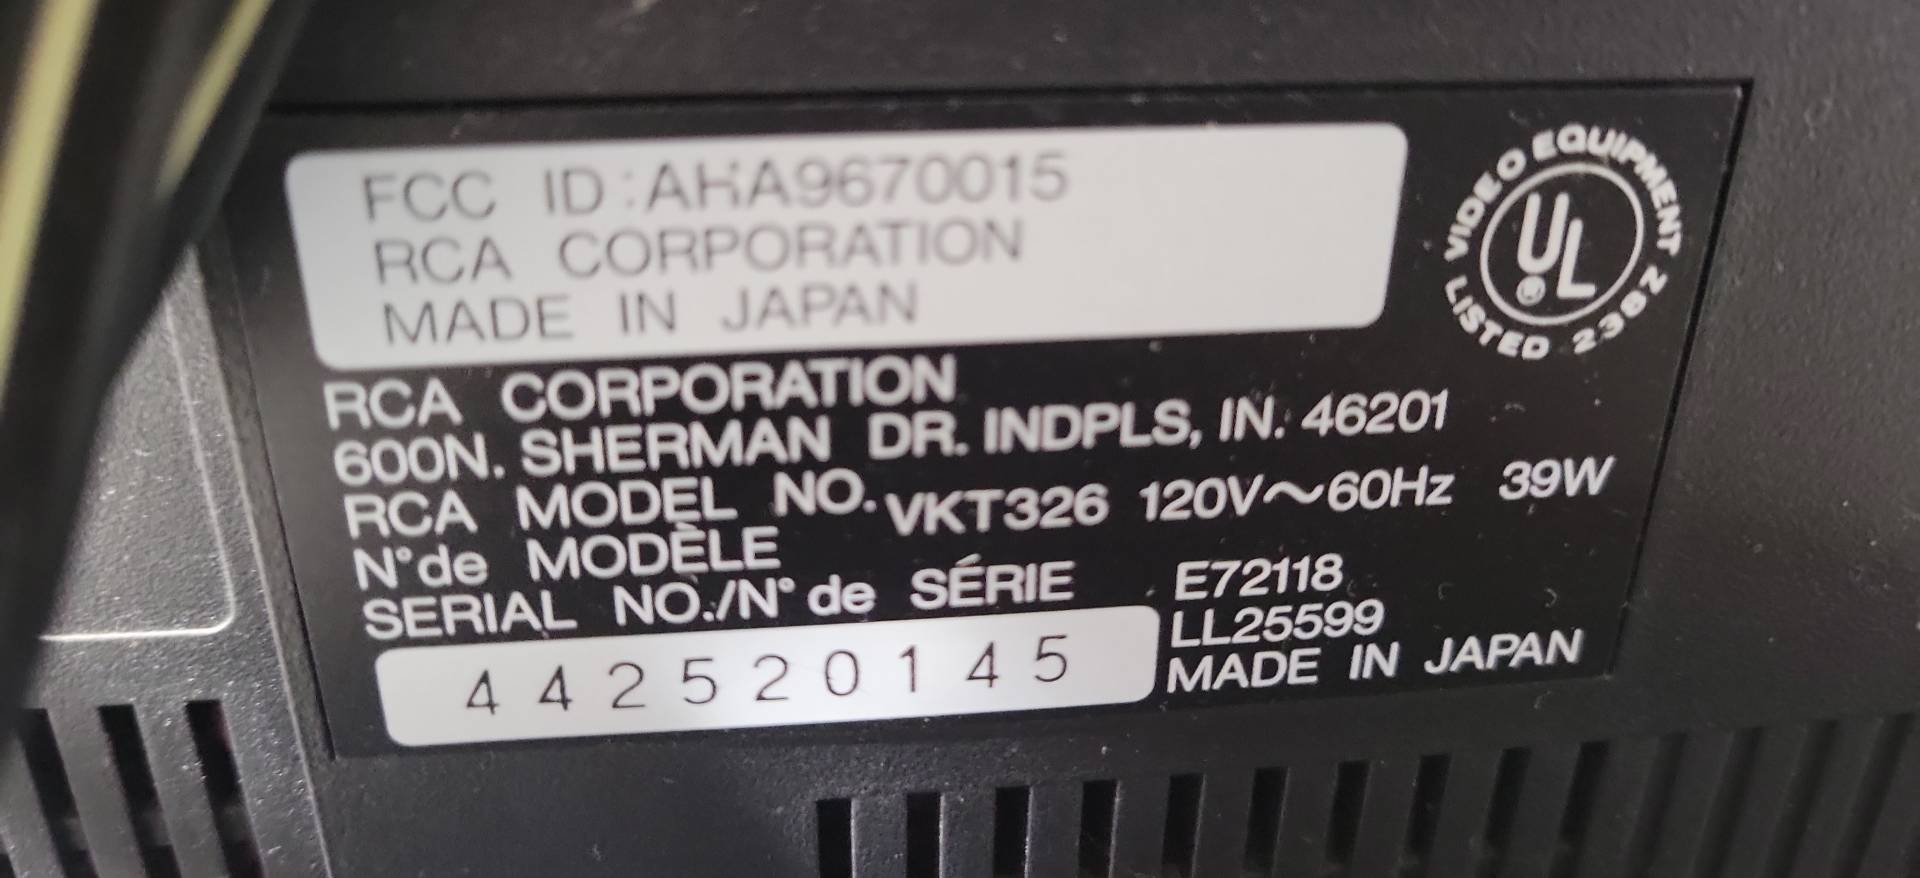 FCC ID:AHA9670015
RCA CORPORATION
MADE IN JAPAN
VIDEO EQUIPMENT
UL®
LISTED 238Z
RCA CORPORATION
600N. SHERMAN DR. INDPLS, IN. 46201
RCA MODEL NO. VKT326 120V～60Hz 39W
N°de MODÈLE
SERIAL NO./N° de SÉRIE E72118
LL25599
442520145 MADE IN JAPAN